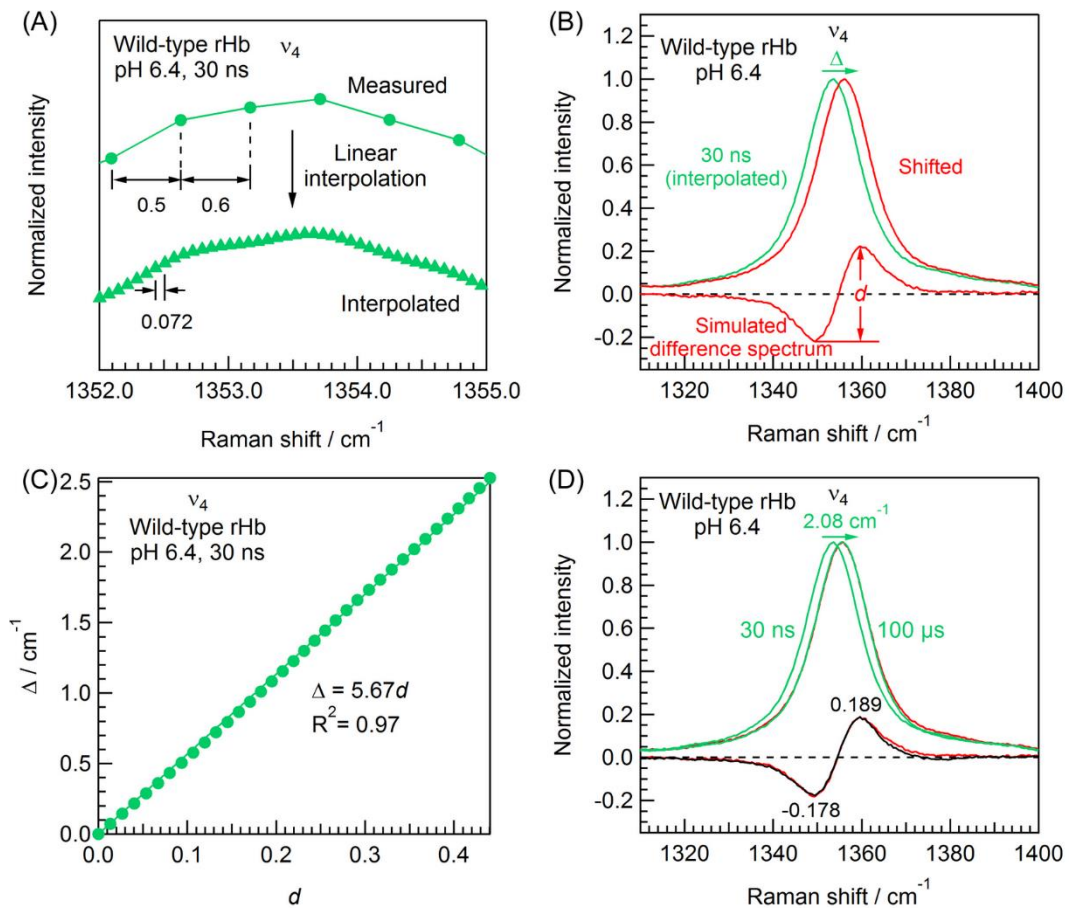 (A)
Wild-type rHb
pH 6.4, 30 ns
ν4
Measured
Linear
interpolation
0.5
0.6
Interpolated
0.072
Normalized intensity
1352.0
1353.0
1354.0
1355.0
Raman shift / cm-1
(B)
Wild-type rHb
pH 6.4
ν4
Δ
30 ns
(interpolated)
Shifted
d
Simulated
difference spectrum
Normalized intensity
1.2
1.0
0.8
0.6
0.4
0.2
0.0
-0.2
1320
1340
1360
1380
1400
Raman shift / cm-1
(C)
ν4
Wild-type rHb
pH 6.4, 30 ns
Δ = 5.67d
R2 = 0.97
Δ / cm-1
2.5
2.0
1.5
1.0
0.5
0.0
0.0
0.1
0.2
0.3
0.4
d
(D)
Wild-type rHb
pH 6.4
ν4
2.08 cm-1
30 ns
100 μs
0.189
-0.178
Normalized intensity
1.2
1.0
0.8
0.6
0.4
0.2
0.0
-0.2
1320
1340
1360
1380
1400
Raman shift / cm-1